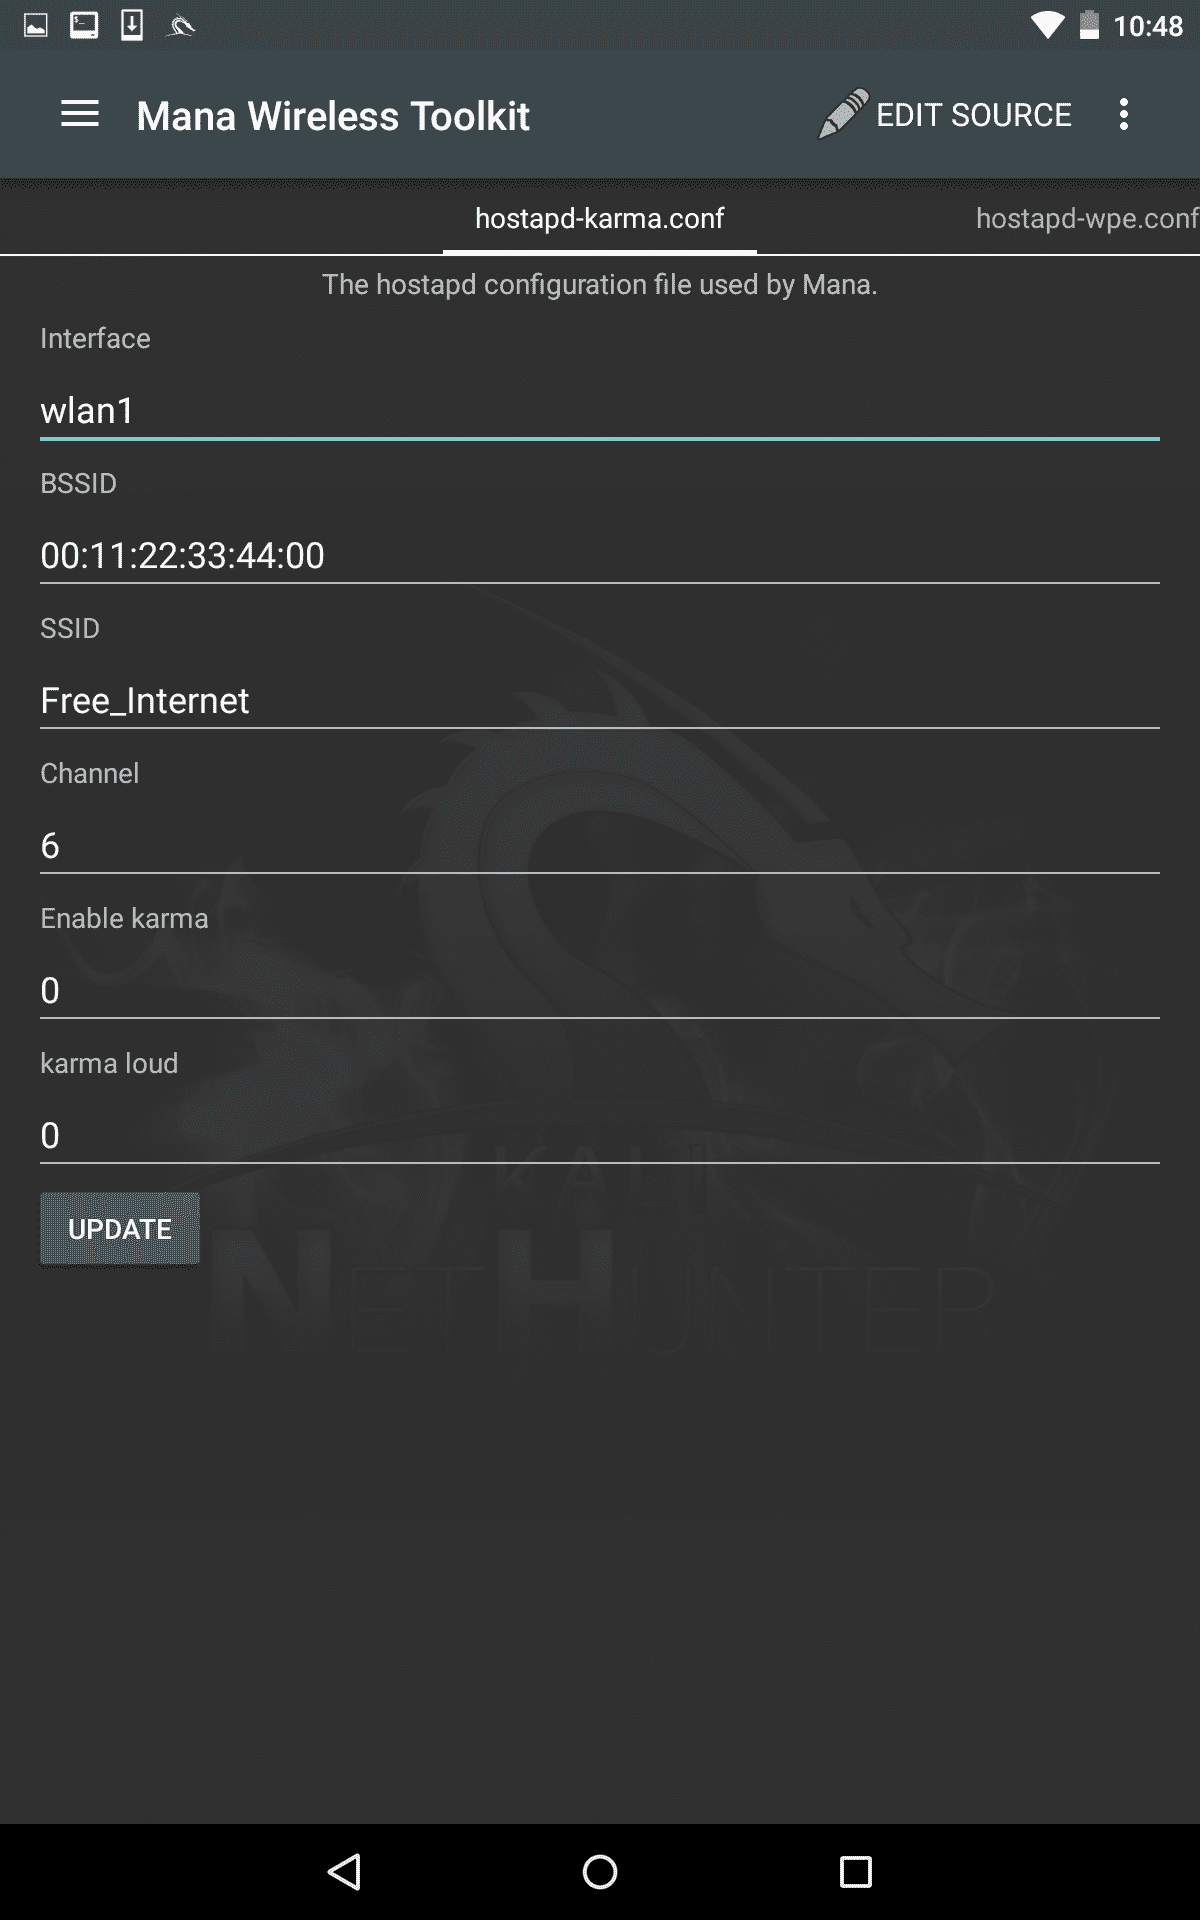 10:48
Mana Wireless Toolkit
EDIT SOURCE
hostapd-karma.conf
hostapd-wpe.conf
The hostapd configuration file used by Mana.
Interface
wlan1
BSSID
00:11:22:33:44:00
SSID
Free_Internet
Channel
6
Enable karma
0
karma loud
0
UPDATE
KALI
NETHUNTER